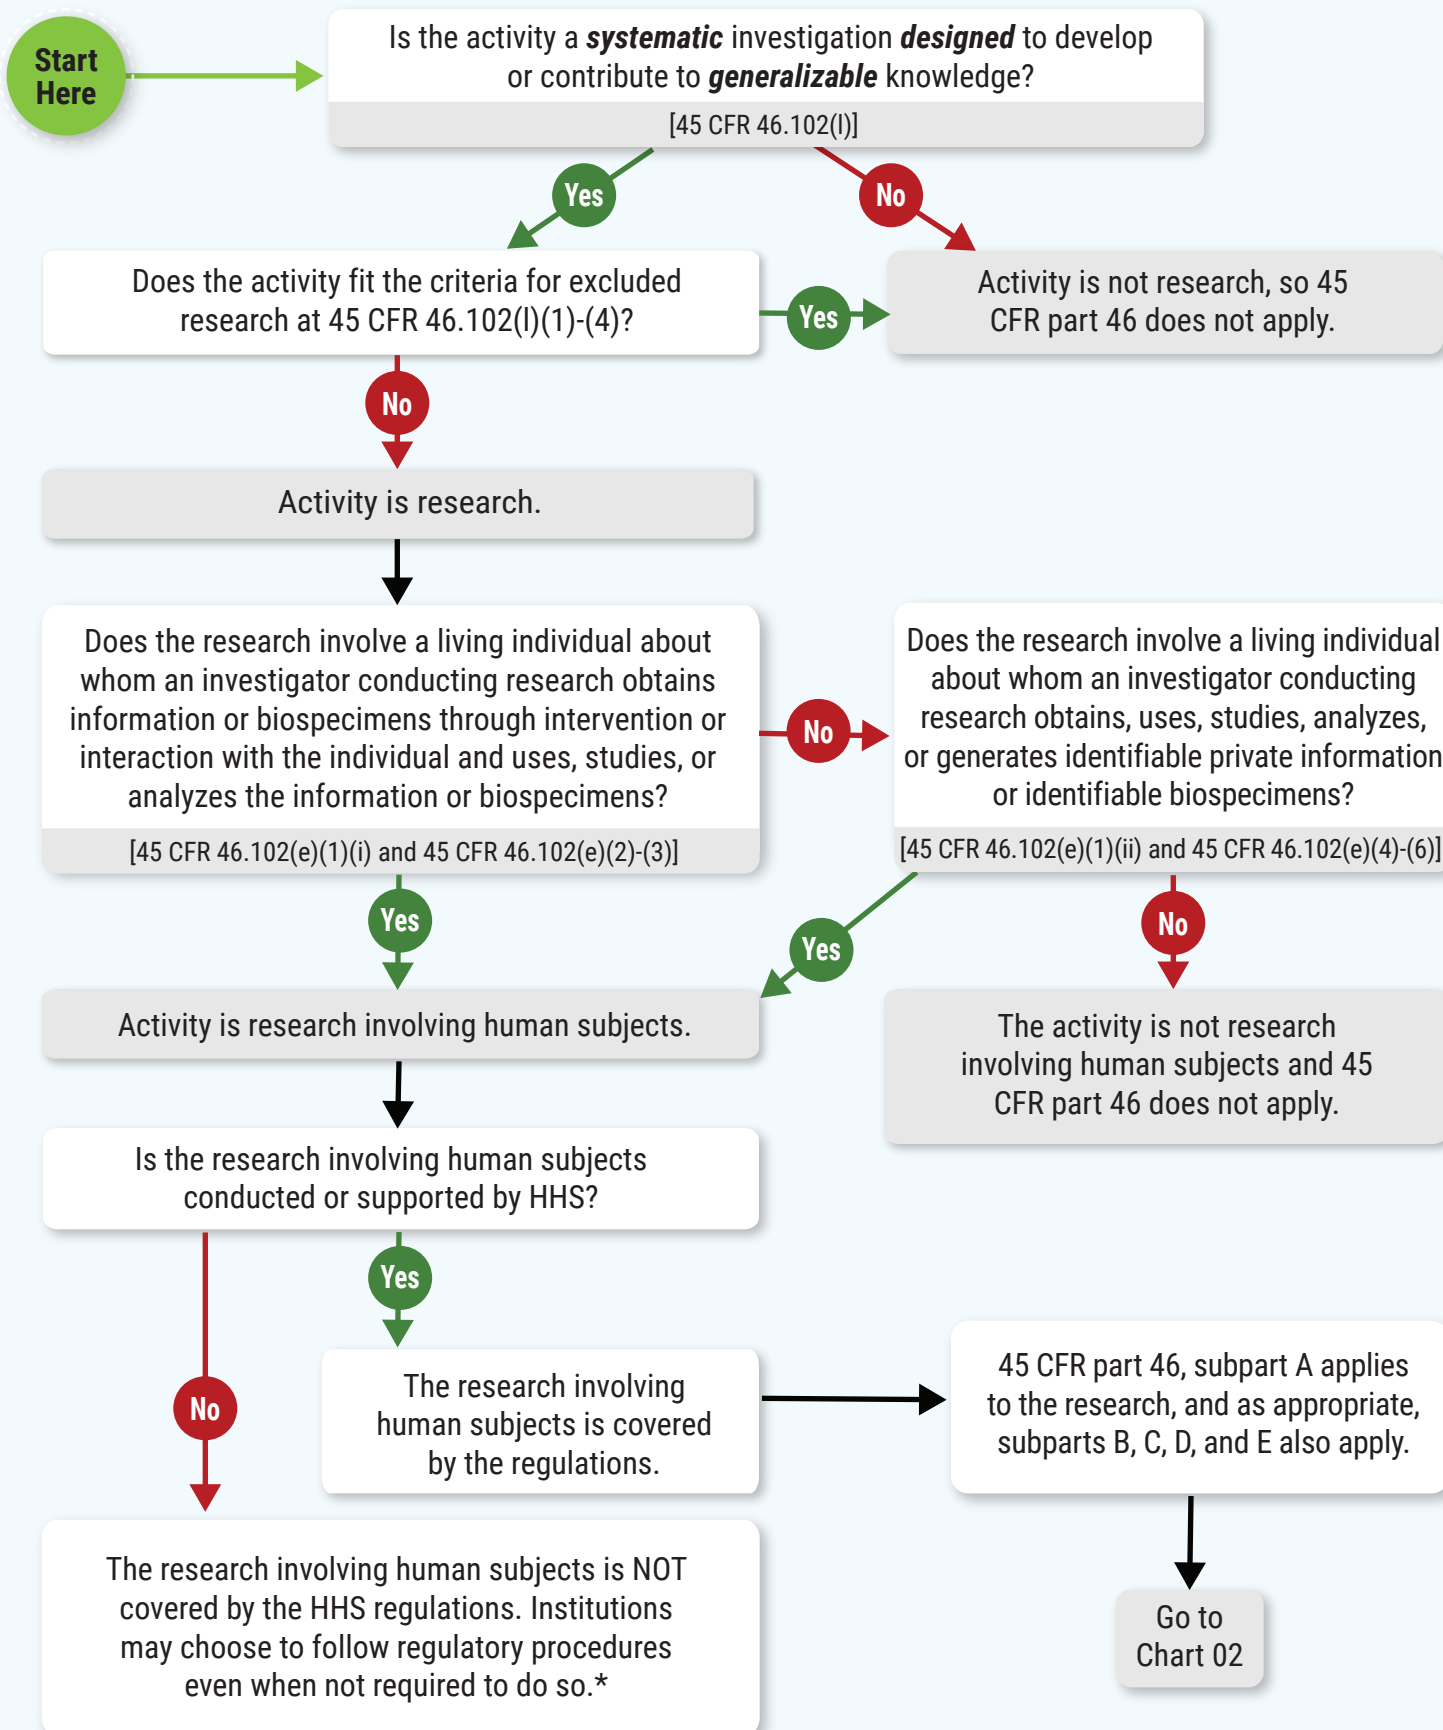 Start
Here
Is the activity a systematic investigation designed to develop
or contribute to generalizable knowledge?
[45 CFR 46.102(l)]
Yes
No
Does the activity fit the criteria for excluded
research at 45 CFR 46.102(l)(1)-(4)?
Yes
Activity is not research, so 45
CFR part 46 does not apply.
No
Activity is research.
Does the research involve a living individual about
whom an investigator conducting research obtains
information or biospecimens through intervention or
interaction with the individual and uses, studies, or
analyzes the information or biospecimens?
[45 CFR 46.102(e)(1)(i) and 45 CFR 46.102(e)(2)-(3)]
No
Does the research involve a living individual
about whom an investigator conducting
research obtains, uses, studies, analyzes,
or generates identifiable private information
or identifiable biospecimens?
[45 CFR 46.102(e)(1)(ii) and 45 CFR 46.102(e)(4)-(6)]
Yes
Yes
No
Activity is research involving human subjects.
The activity is not research
involving human subjects and 45
CFR part 46 does not apply.
Is the research involving human subjects
conducted or supported by HHS?
Yes
No
The research involving
human subjects is covered
by the regulations.
45 CFR part 46, subpart A applies
to the research, and as appropriate,
subparts B, C, D, and E also apply.
The research involving human subjects is NOT
covered by the HHS regulations. Institutions
may choose to follow regulatory procedures
even when not required to do so.*
Go to
Chart 02